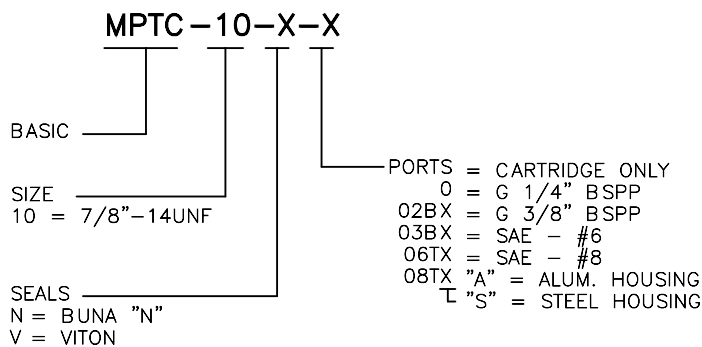 MPTC-10-X-X
BASIC
SIZE
10 = 7/8"-14UNF
SEALS
N = BUNA "N"
V = VITON
PORTS = CARTRIDGE ONLY
0 = G 1/4" BSPP
02BX = G 3/8" BSPP
03BX = SAE - #6
06TX = SAE - #8
08TX "A" = ALUM. HOUSING
"S" = STEEL HOUSING